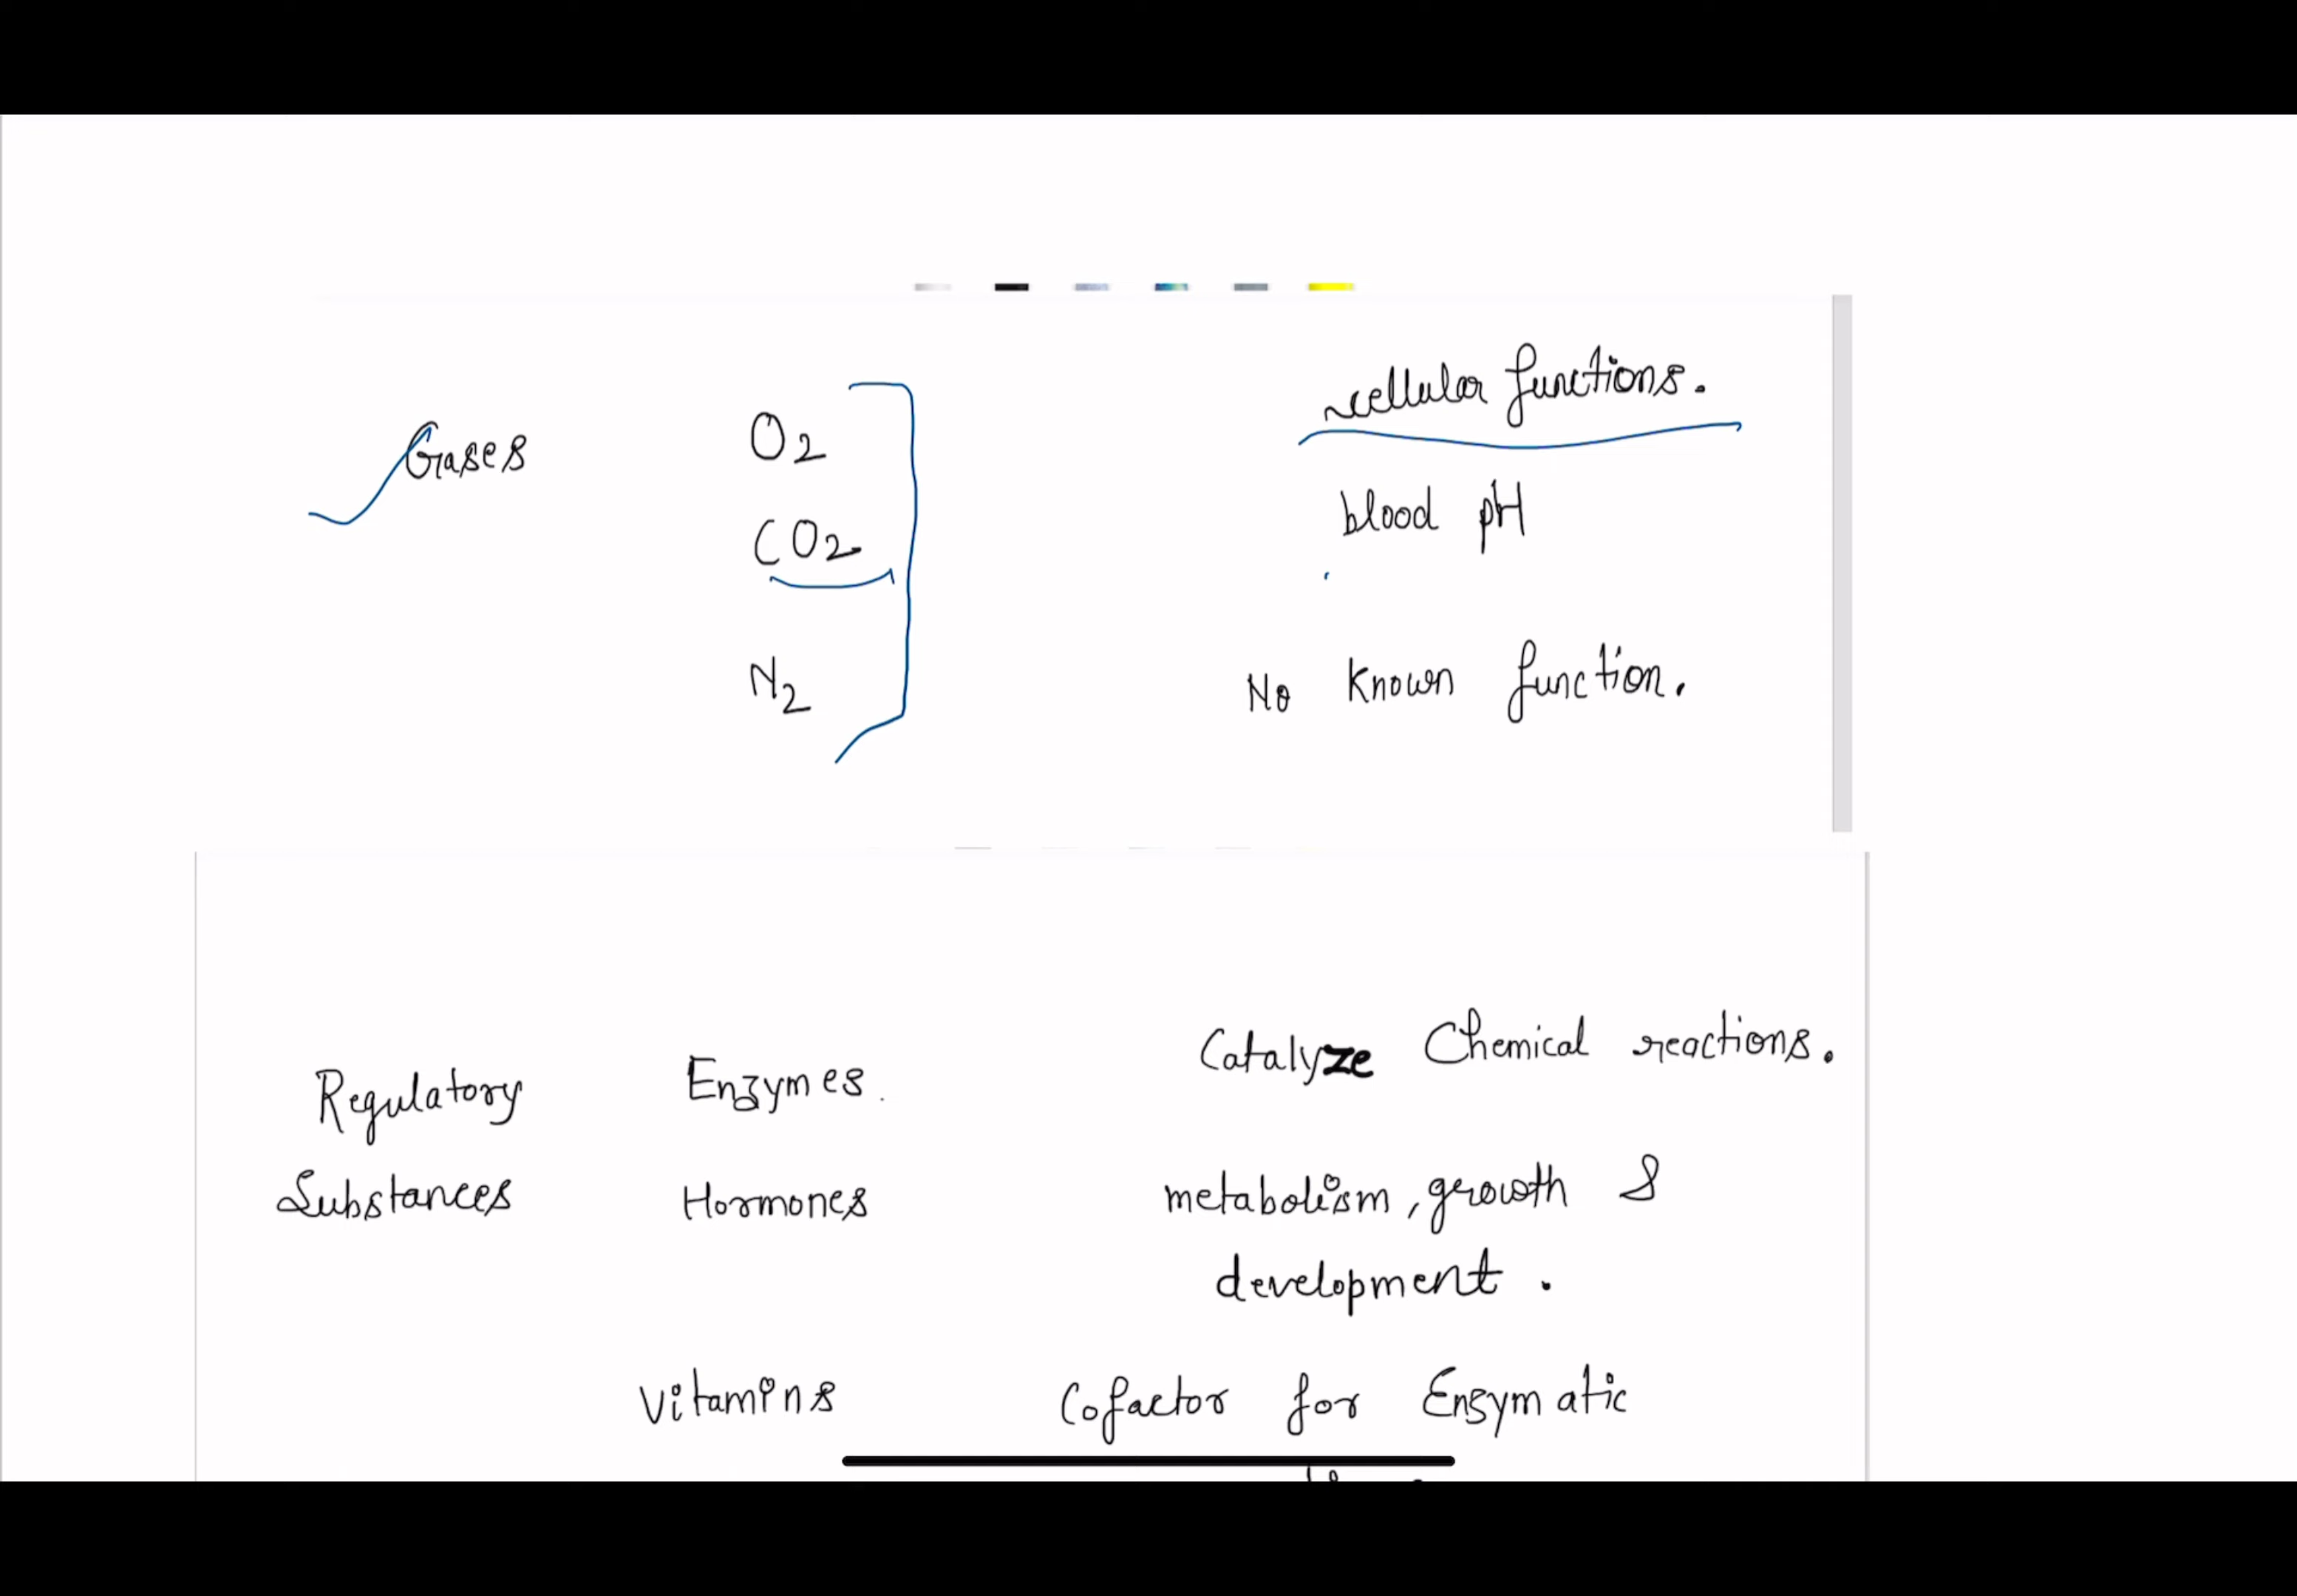 cellular functions.
Gases O2
CO2 blood pH
N2 No known function.
Catalyze Chemical reactions.
Regulatory Enzymes.
Substances Hormones metabolism, growth &
development.
Vitamins Cofactor for Ensymatic